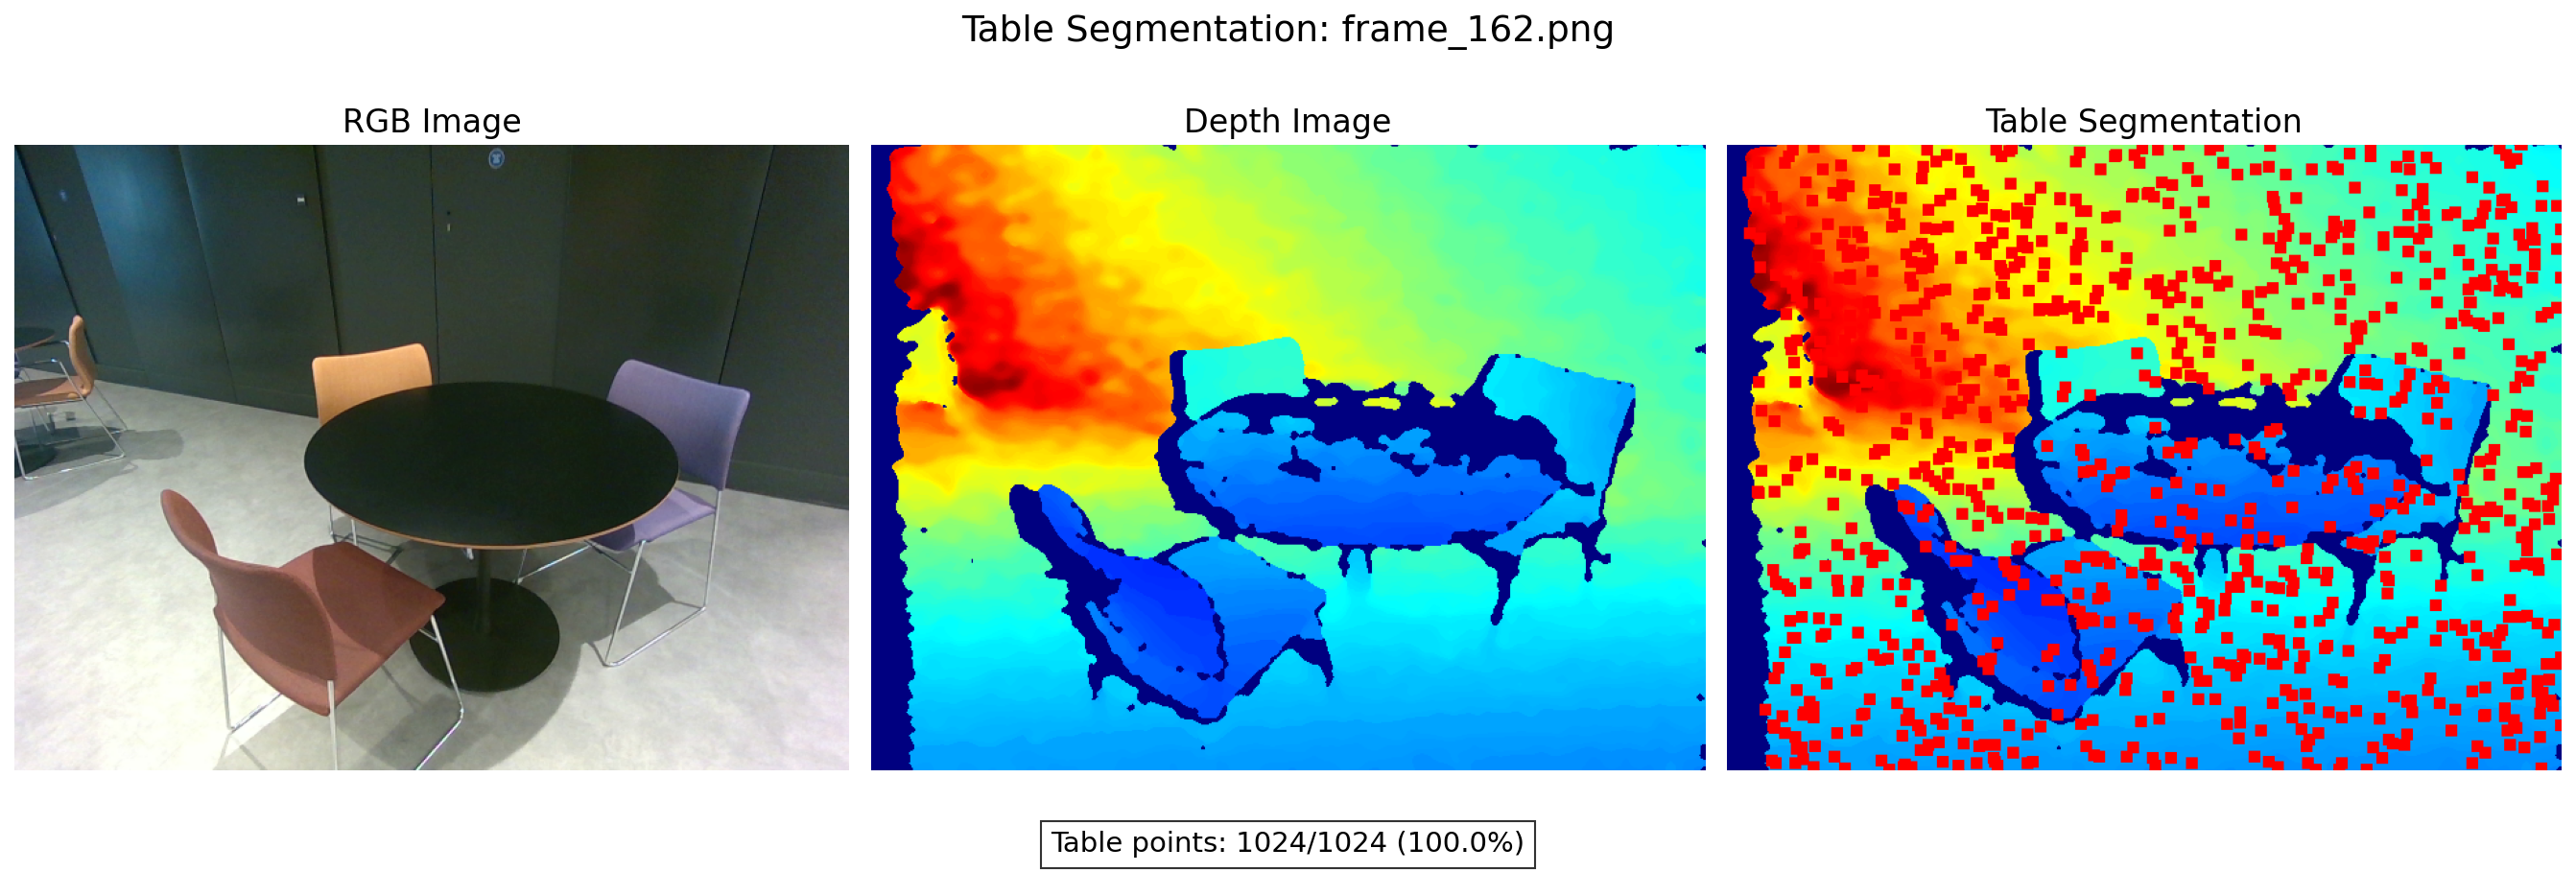 Table Segmentation: frame_162.png
RGB Image
Depth Image
Table Segmentation
Table points: 1024/1024 (100.0%)